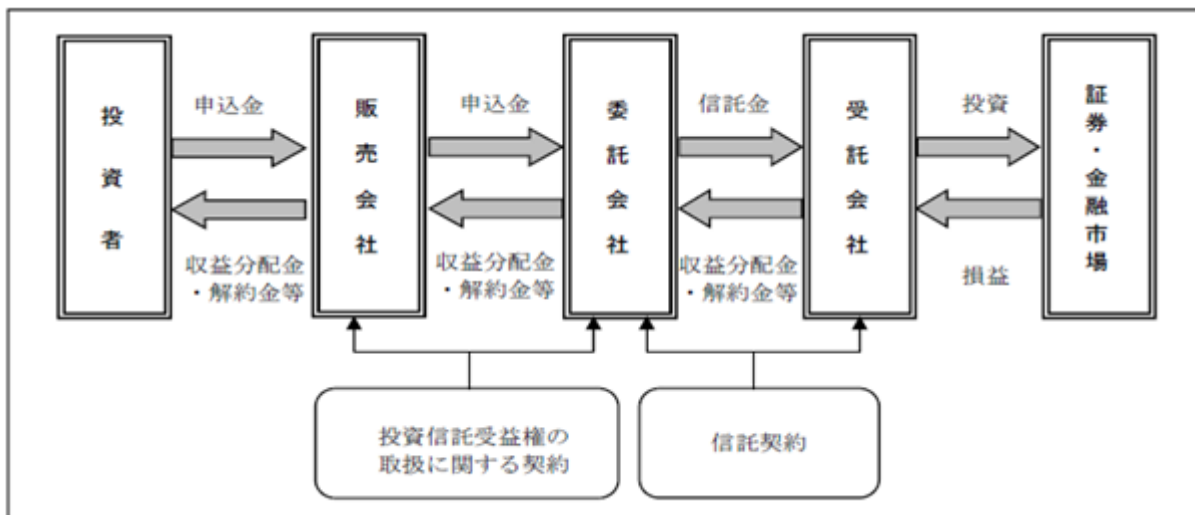 投資者
申込金
収益分配金
・解約金等
販売会社
申込金
収益分配金
・解約金等
委託会社
信託金
収益分配金
・解約金等
受託会社
投資
損益
証券・金融市場
投資信託受益権の
取扱に関する契約
信託契約